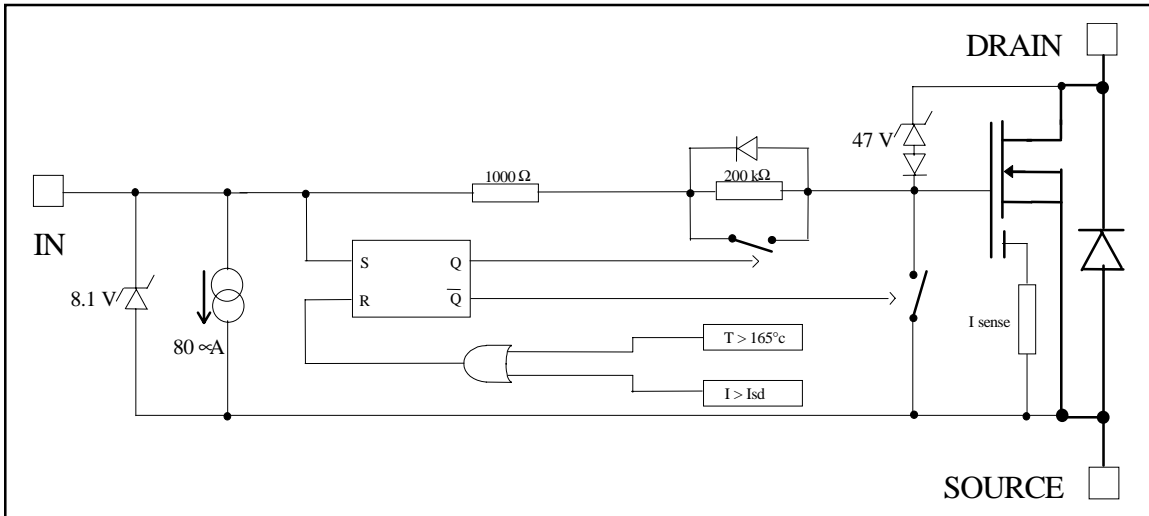 DRAIN
47 V
1000 Ω
200 kΩ
IN
S
Q
R
Q̅
8.1 V
80 ∝A
I sense
T > 165°c
I > Isd
SOURCE